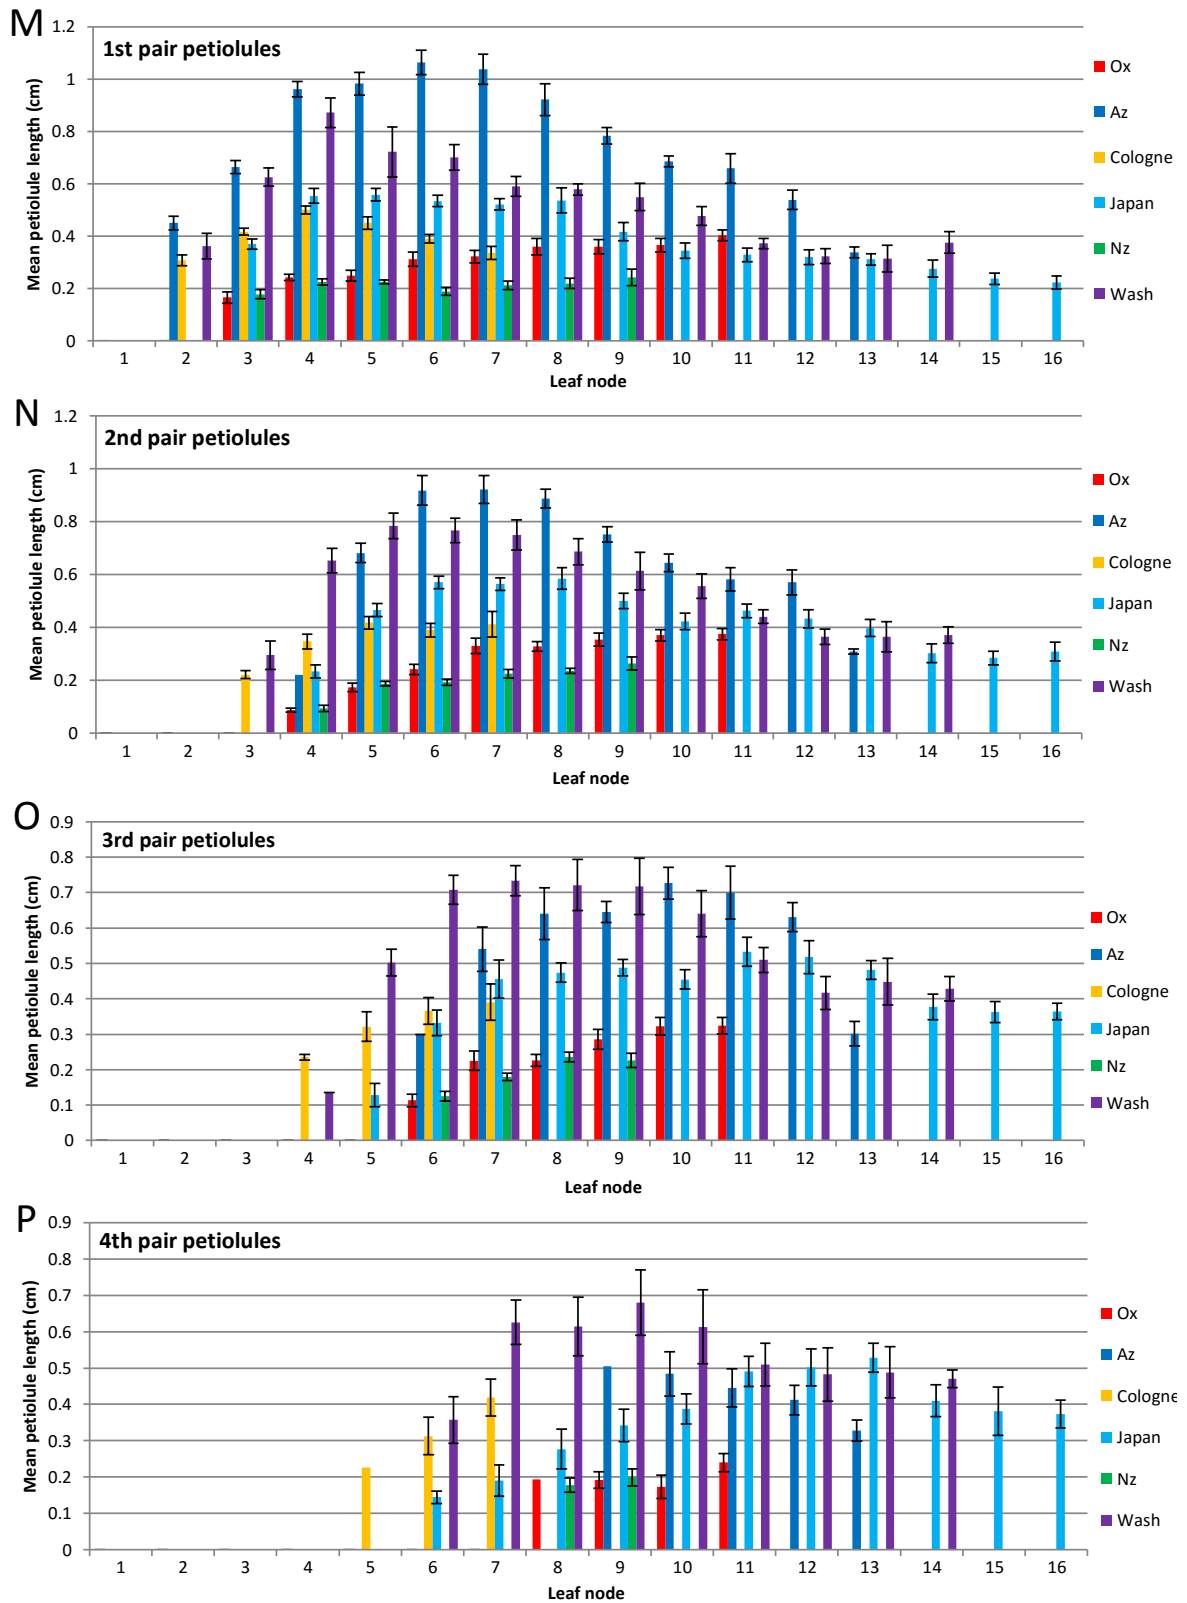 M
1st pair petiolules
Mean petiolule length (cm)
1.2
1
0.8
0.6
0.4
0.2
0
1 2 3 4 5 6 7 8 9 10 11 12 13 14 15 16
Leaf node
Ox
Az
Cologne
Japan
Nz
Wash
N
2nd pair petiolules
Mean petiolule length (cm)
1.2
1
0.8
0.6
0.4
0.2
0
1 2 3 4 5 6 7 8 9 10 11 12 13 14 15 16
Leaf node
Ox
Az
Cologne
Japan
Nz
Wash
O
3rd pair petiolules
Mean petiolule length (cm)
0.9
0.8
0.7
0.6
0.5
0.4
0.3
0.2
0.1
0
1 2 3 4 5 6 7 8 9 10 11 12 13 14 15 16
Leaf node
Ox
Az
Cologne
Japan
Nz
Wash
P
4th pair petiolules
Mean petiolule length (cm)
0.9
0.8
0.7
0.6
0.5
0.4
0.3
0.2
0.1
0
1 2 3 4 5 6 7 8 9 10 11 12 13 14 15 16
Leaf node
Ox
Az
Cologne
Japan
Nz
Wash